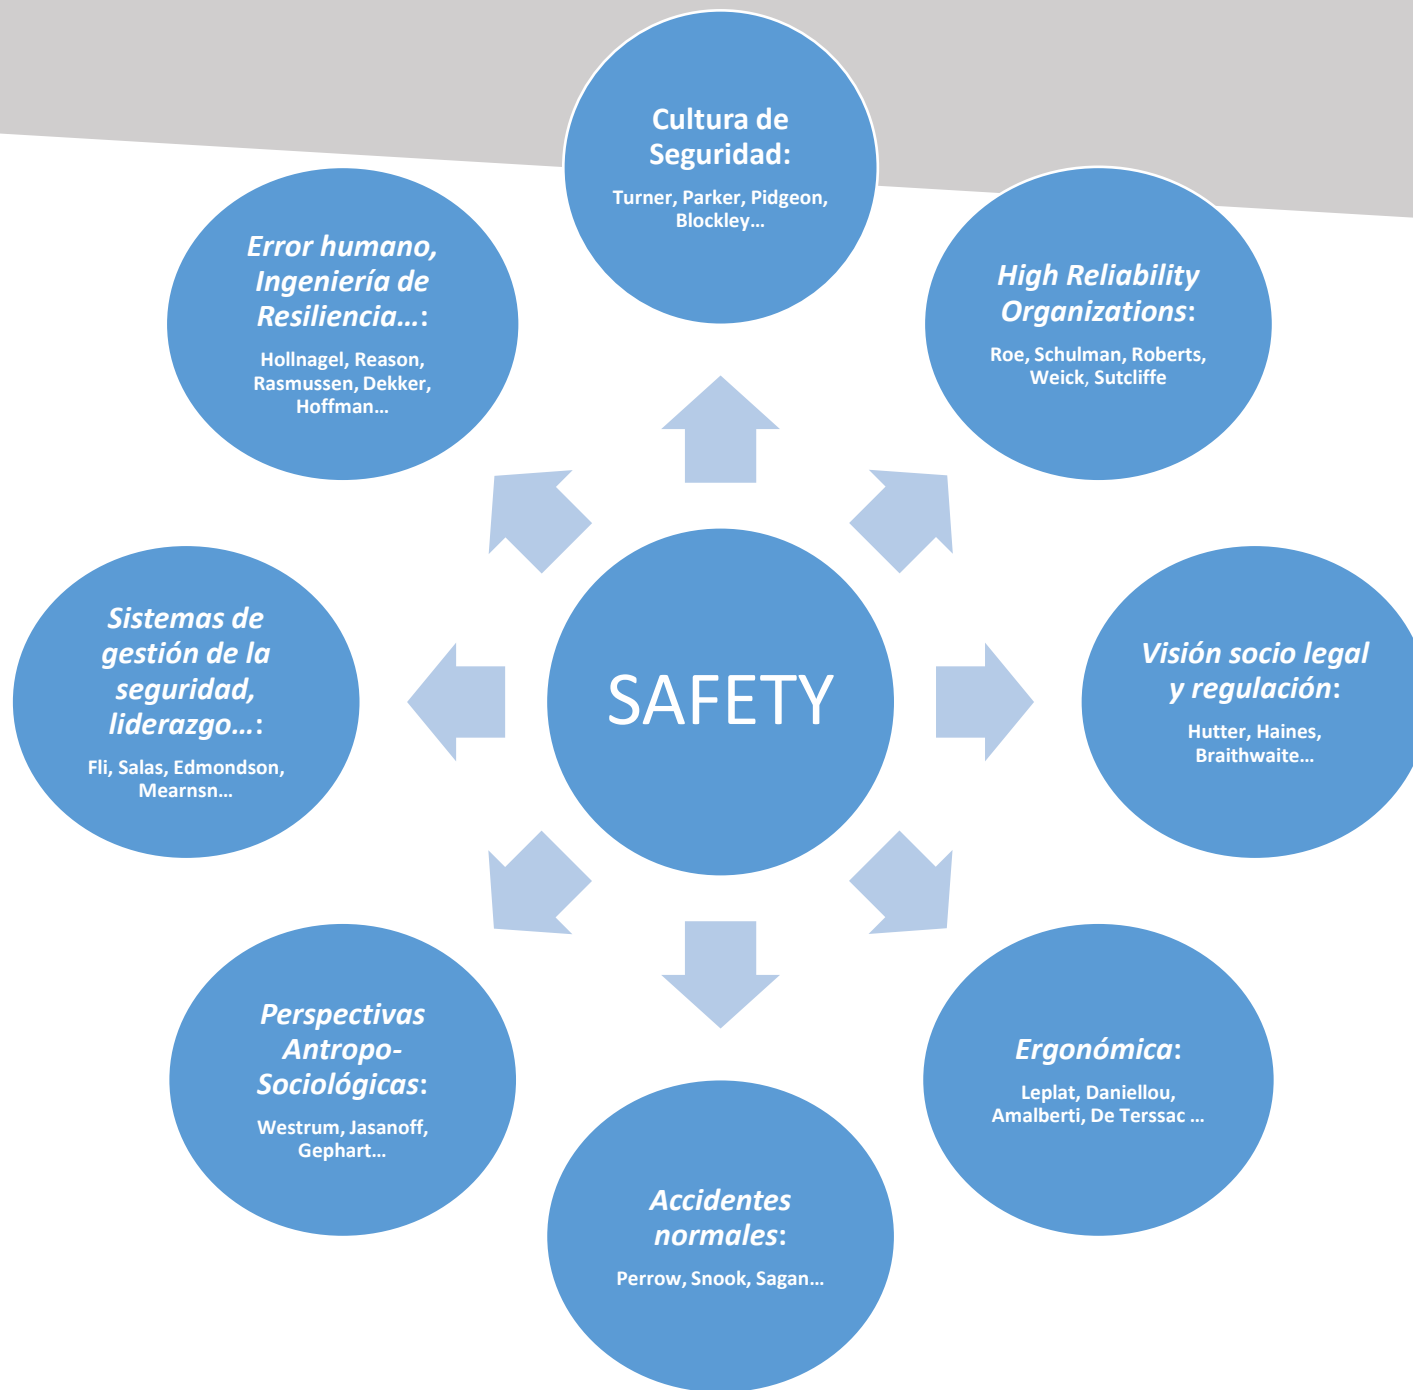 Cultura de
Seguridad:
Turner, Parker, Pidgeon,
Blockley...
High Reliability
Organizations:
Roe, Schulman, Roberts,
Weick, Sutcliffe
Visión socio legal
y regulación:
Hutter, Haines,
Braithwaite...
Ergonómica:
Leplat, Daniellou,
Amalberti, De Terssac ...
Accidentes
normales:
Perrow, Snook, Sagan...
Perspectivas
Antropo-
Sociológicas:
Westrum, Jasanoff,
Gephart...
Sistemas de
gestión de la
seguridad,
liderazgo...:
Fli, Salas, Edmondson,
Mearnsn...
Error humano,
Ingeniería de
Resiliencia...:
Hollnagel, Reason,
Rasmussen, Dekker,
Hoffman...
SAFETY